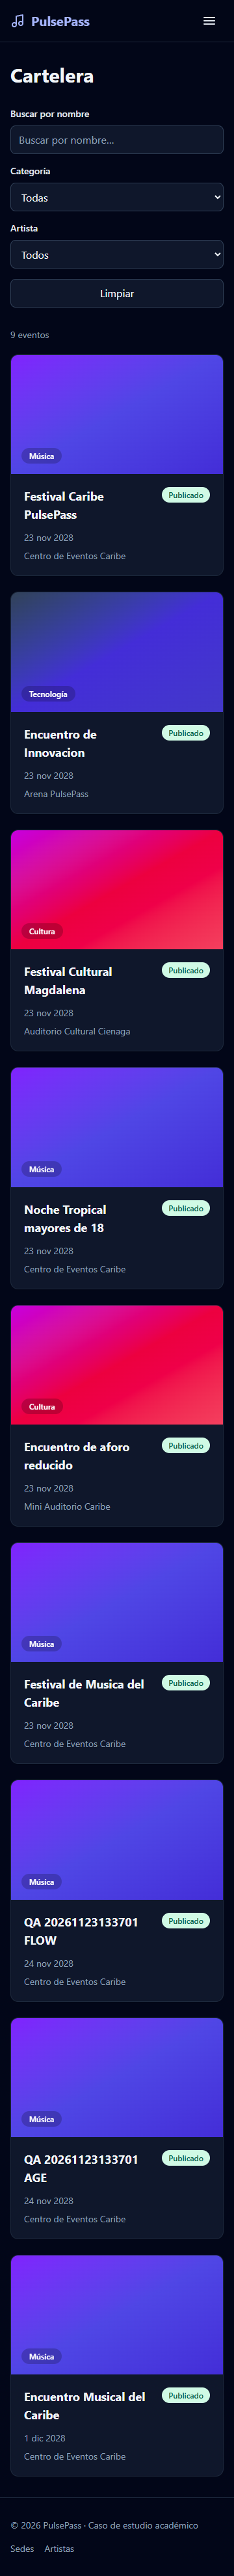 PulsePass
Cartelera
Buscar por nombre
Buscar por nombre...
Categoría
Todas
Artista
Todos
Limpiar
9 eventos
Música
Festival Caribe
PulsePass
Publicado
23 nov 2028
Centro de Eventos Caribe
Tecnología
Encuentro de
Innovacion
Publicado
23 nov 2028
Arena PulsePass
Cultura
Festival Cultural
Magdalena
Publicado
23 nov 2028
Auditorio Cultural Cienaga
Música
Noche Tropical
mayores de 18
Publicado
23 nov 2028
Centro de Eventos Caribe
Cultura
Encuentro de aforo
reducido
Publicado
23 nov 2028
Mini Auditorio Caribe
Música
Festival de Musica del
Caribe
Publicado
23 nov 2028
Centro de Eventos Caribe
Música
QA 20261123133701
FLOW
Publicado
24 nov 2028
Centro de Eventos Caribe
Música
QA 20261123133701
AGE
Publicado
24 nov 2028
Centro de Eventos Caribe
Música
Encuentro Musical del
Caribe
Publicado
1 dic 2028
Centro de Eventos Caribe
© 2026 PulsePass · Caso de estudio académico
Sedes Artistas